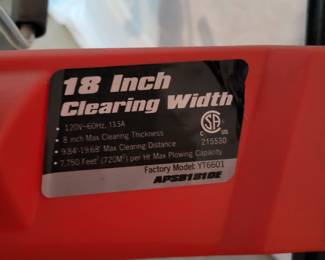 18 Inch
Clearing Width
• 120V~60Hz, 13.5A
• 8 inch Max Clearing Thickness
• 9.84'-19.68' Max Clearing Distance
• 7,750 Feet² (720M²) per Hr Max Plowing Capacity
Factory Model: YT6601
C US
215530